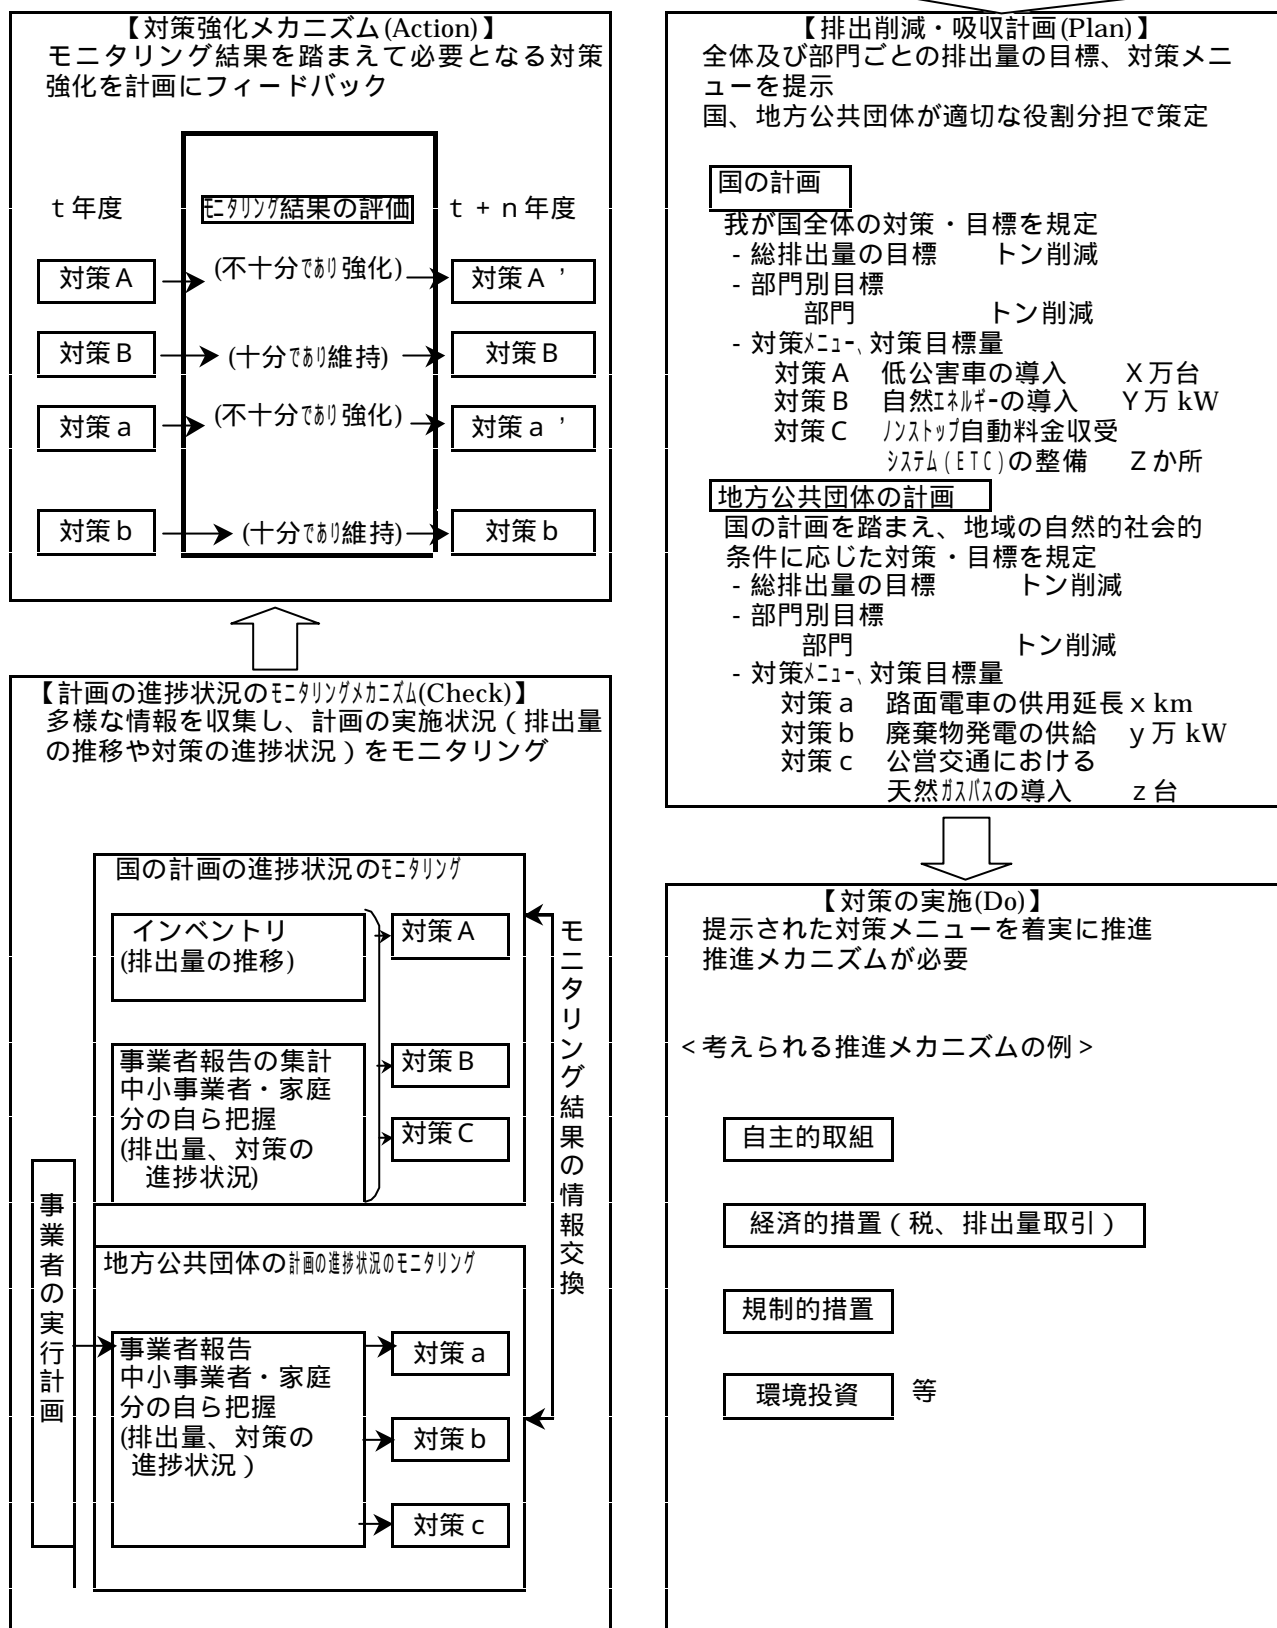 【対策強化メカニズム(Action)】
モニタリング結果を踏まえて必要となる対策
強化を計画にフィードバック
t年度
ﾓﾆﾀﾘﾝｸﾞ結果の評価
t + n年度
対策A
(不十分であり強化)
対策A '
対策B
(十分であり維持)
対策B
対策a
(不十分であり強化)
対策a '
対策b
(十分であり維持)
対策b
【計画の進捗状況のﾓﾆﾀﾘﾝｸﾞﾒｶﾆｽﾞﾑ(Check)】
多様な情報を収集し、計画の実施状況(排出量
の推移や対策の進捗状況)をモニタリング
国の計画の進捗状況のﾓﾆﾀﾘﾝｸﾞ
インベントリ
(排出量の推移)
対策A
事業者報告の集計
中小事業者・家庭
分の自ら把握
(排出量、対策の
進捗状況)
対策B
対策C
モニタリング結果の情報交換
事業者の実行計画
地方公共団体の計画の進捗状況のモニタリング
事業者報告
中小事業者・家庭
分の自ら把握
(排出量、対策の
進捗状況)
対策a
対策b
対策c
【排出削減・吸収計画(Plan)】
全体及び部門ごとの排出量の目標、対策メニ
ューを提示
国、地方公共団体が適切な役割分担で策定
国の計画
我が国全体の対策・目標を規定
- 総排出量の目標 トン削減
- 部門別目標
部門 トン削減
- 対策ﾒﾆｭｰ、対策目標量
対策A 低公害車の導入 X万台
対策B 自然ｴﾈﾙｷﾞｰの導入 Y万 kW
対策C ﾉﾝｽﾄｯﾌﾟ自動料金収受
ｼｽﾃﾑ(ETC)の整備 Zか所
地方公共団体の計画
国の計画を踏まえ、地域の自然的社会的
条件に応じた対策・目標を規定
- 総排出量の目標 トン削減
- 部門別目標
部門 トン削減
- 対策ﾒﾆｭｰ、対策目標量
対策a 路面電車の供用延長 x km
対策b 廃棄物発電の供給 y万 kW
対策c 公営交通における
天然ｶﾞｽﾊﾞｽの導入 z台
【対策の実施(Do)】
提示された対策メニューを着実に推進
推進メカニズムが必要
<考えられる推進メカニズムの例>
自主的取組
経済的措置(税、排出量取引)
規制的措置
環境投資 等